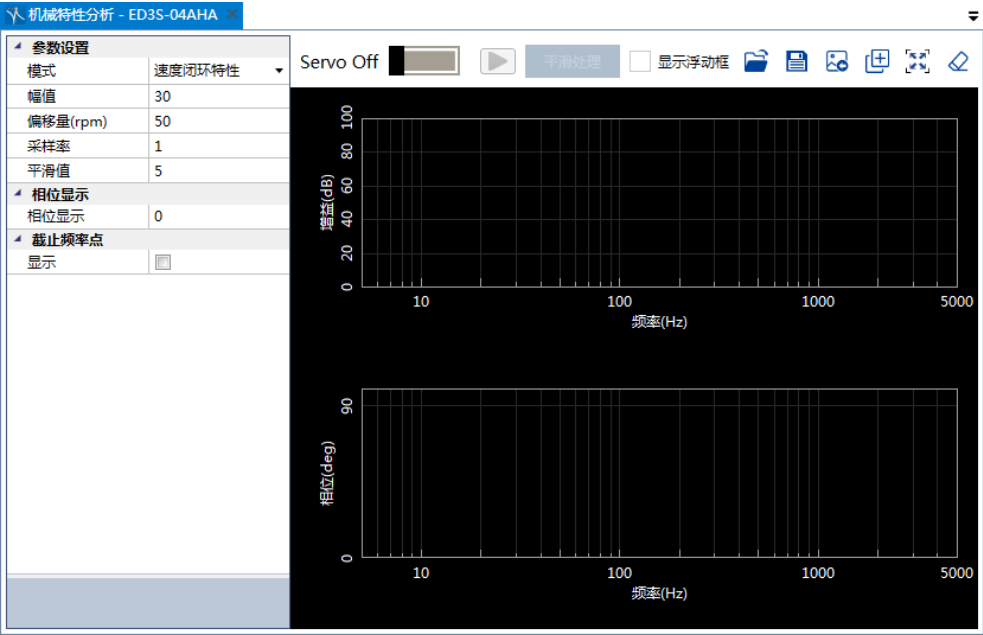 机械特性分析 - ED3S-04AHA
参数设置
模式 速度闭环特性
幅值 30
偏移量(rpm) 50
采样率 1
平滑值 5
相位显示
相位显示 0
截止频率点
显示
Servo Off 平滑处理 显示浮动框
增益(dB)
100
80
60
40
20
0
10 100 1000 5000
频率(Hz)
相位(deg)
90
0
10 100 1000 5000
频率(Hz)